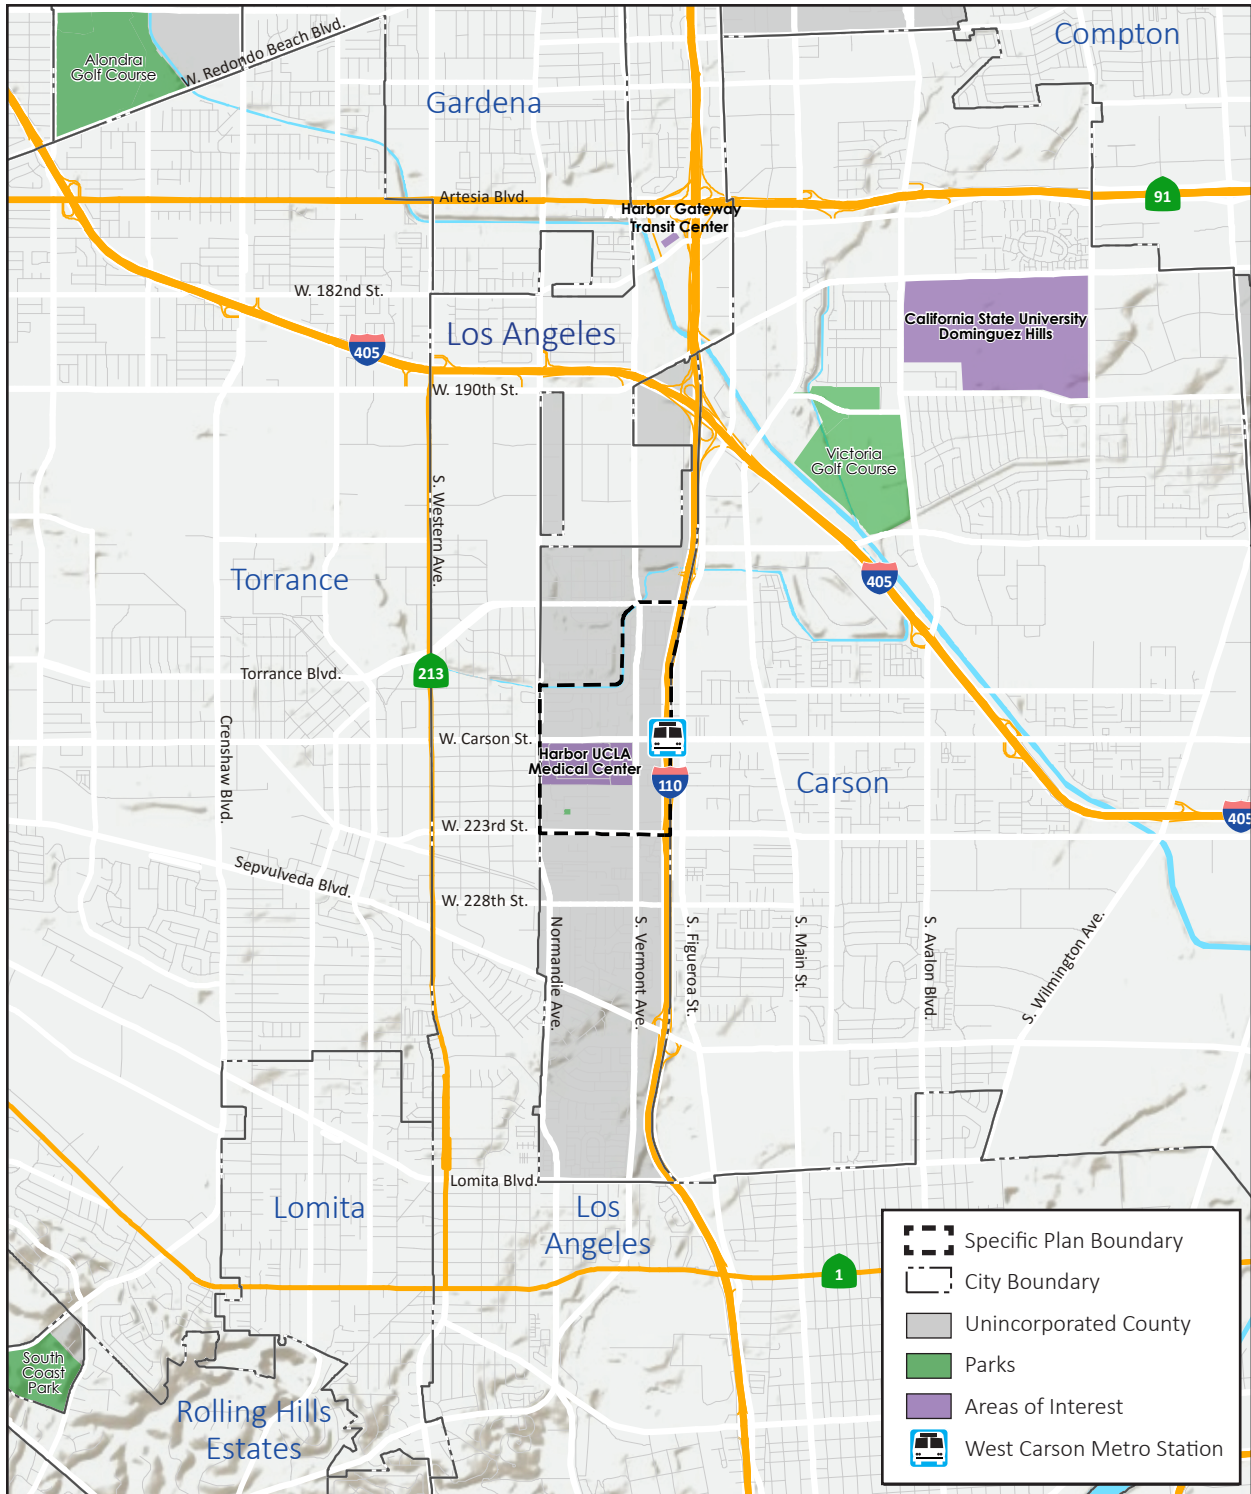 Compton
Alondra
Golf Course
W. Redondo Beach Blvd.
Gardena
Artesia Blvd.
91
Harbor Gateway
Transit Center
W. 182nd St.
California State University
Dominguez Hills
Los Angeles
405
W. 190th St.
Victoria
Golf Course
S. Western Ave.
Torrance
405
Torrance Blvd.
213
Crenshaw Blvd.
W. Carson St.
Harbor UCLA
Medical Center
110
Carson
405
W. 223rd St.
Sepvulveda Blvd.
W. 228th St.
Normandie Ave.
S. Vermont Ave.
S. Figueroa St.
S. Main St.
S. Avalon Blvd.
S. Wilmington Ave.
Lomita Blvd.
Lomita
Los
Angeles
1
South
Coast
Park
Rolling Hills
Estates
Specific Plan Boundary
City Boundary
Unincorporated County
Parks
Areas of Interest
West Carson Metro Station